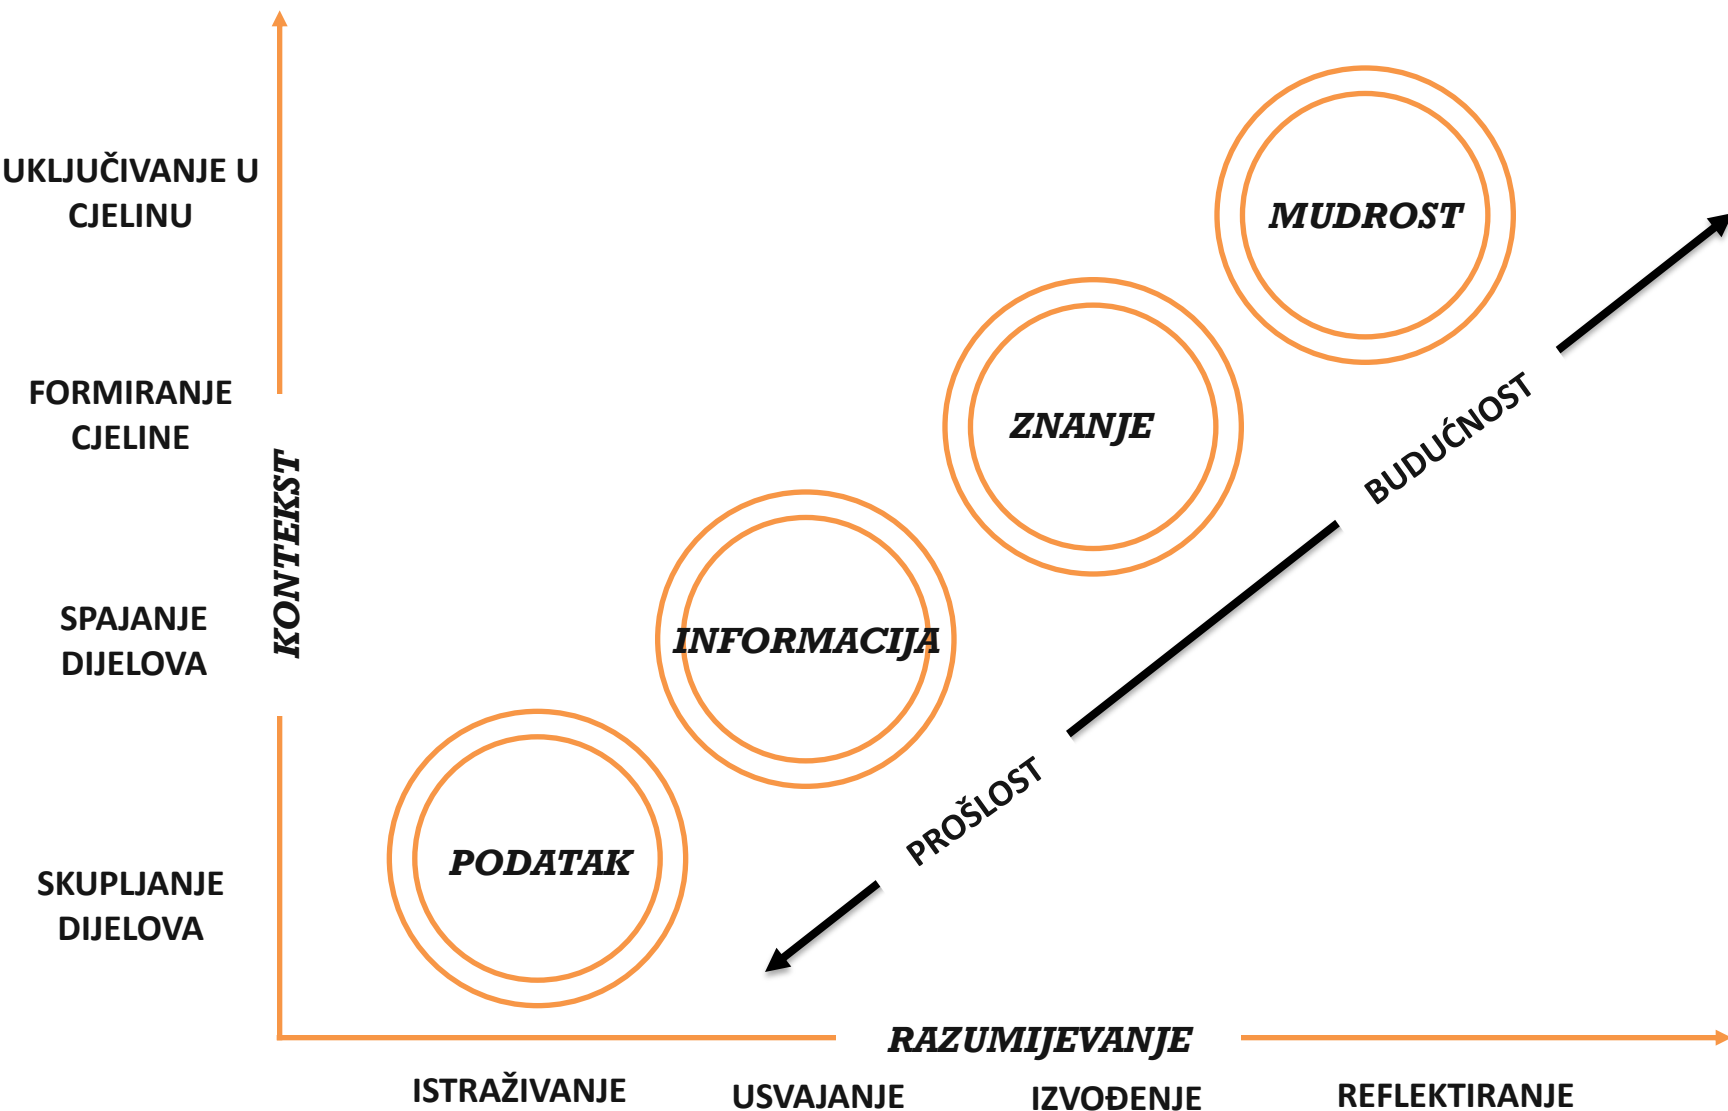 UKLJUČIVANJE U
CJELINU
MUDROST
FORMIRANJE
CJELINE
ZNANJE
BUDUĆNOST
KONTEKST
SPAJANJE
DIJELOVA
INFORMACIJA
PROŠLOST
SKUPLJANJE
DIJELOVA
PODATAK
RAZUMIJEVANJE
ISTRAŽIVANJE
USVAJANJE
IZVOĐENJE
REFLEKTIRANJE